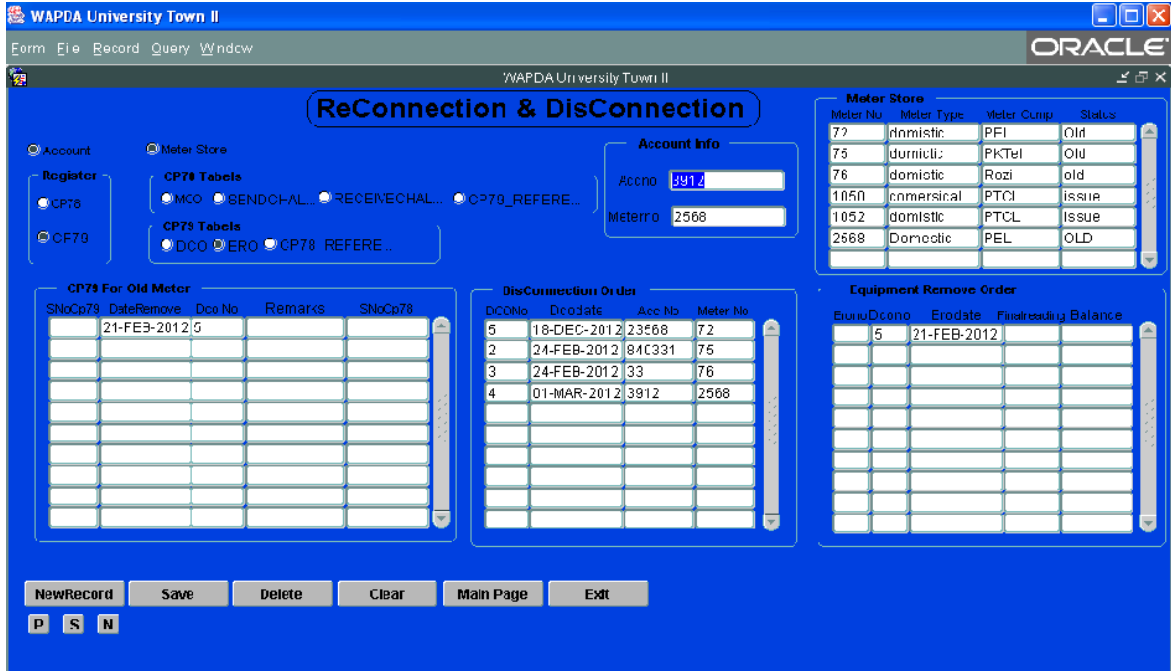 WAPDA University Town II
Form File Record Query Window
ORACLE
WAPDA University Town II
ReConnection & DisConnection
Account
Meter Store
Register
CP78
CP79
CP78 Tabels
MCO SENDCHAL... RECEIVECHAL... CP79_REFERE...
CP79 Tabels
DCO ERO CP78_REFERE...
Account Info
Accno 3912
Meterno 2568
Meter Store
Meter No Meter Type Meter Comp Status
72 domistic PEL Old
75 domistic PKTel Old
76 domistic Rozi old
1050 comersical PTCL issue
1052 domistic PTCL issue
2568 Domestic PEL OLD
CP79 For Old Meter
SNoCp79 DateRemove Dco No Remarks SNoCp78
21-FEB-2012 5
DisConnection Order
DCONo Dcodate Acc No Meter No
5 18-DEC-2012 23568 72
2 24-FEB-2012 840331 75
3 24-FEB-2012 33 76
4 01-MAR-2012 3912 2568
Equipment Remove Order
Erono Dcono Erodate Finalreading Balance
5 21-FEB-2012
NewRecord Save Delete Clear Main Page Exit
P S N